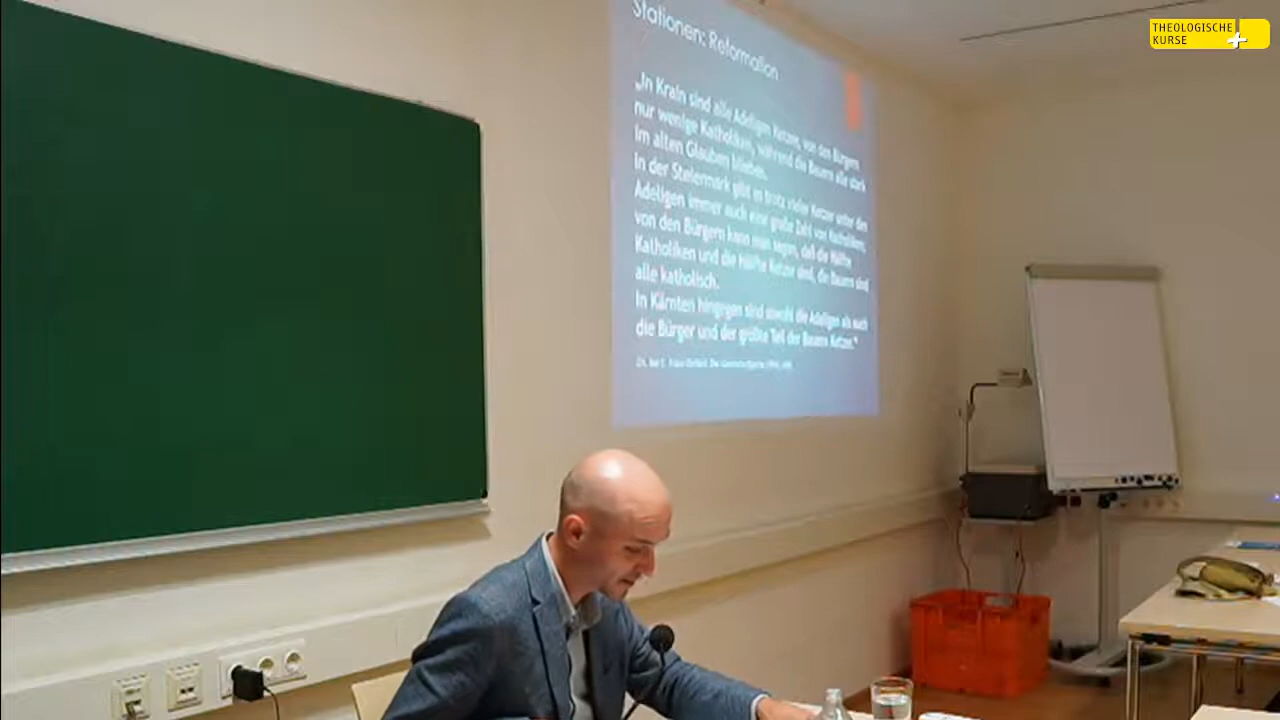 THEOLOGISCHE
KURSE
Stationen: Reformation
„In Krain sind alle Adeligen Ketzer, von den Bürgern
nur wenige Katholiken, während die Bauern alle stark
im alten Glauben blieben.
In der Steiermark gibt es trotz vieler Ketzer unter den
Adeligen immer auch eine große Zahl von Katholiken;
von den Bürgern kann man sagen, daß die Hälfte
Katholiken und die Hälfte Ketzer sind, die Bauern sind
alle katholisch.
In Kärnten hingegen sind sowohl die Adeligen als auch
die Bürger und der größte Teil der Bauern Ketzer.“